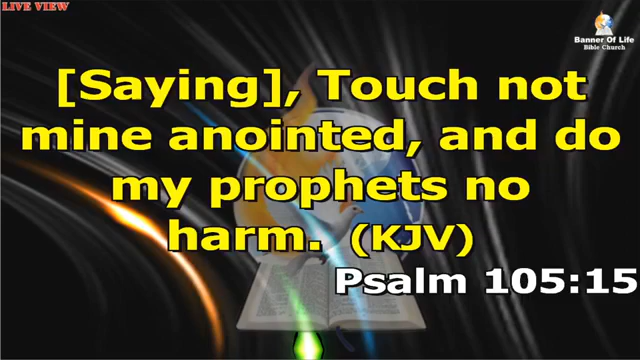 LIVE VIEW
Banner Of Life
Bible Church
[Saying], Touch not
mine anointed, and do
my prophets no
harm. (KJV)
Psalm 105:15